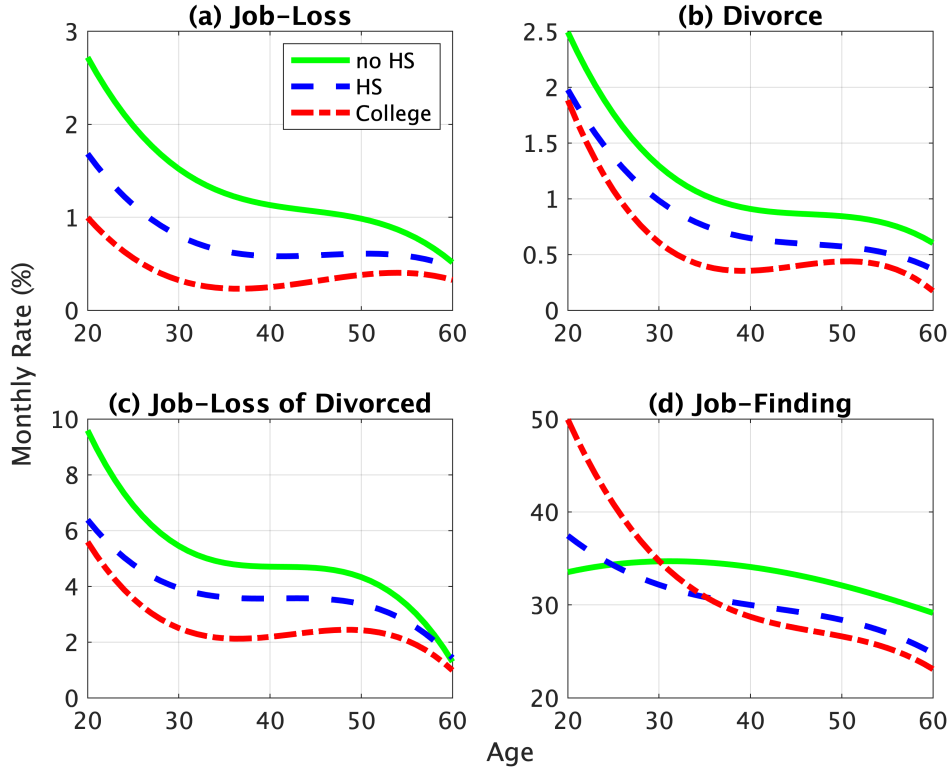 (a) Job-Loss
3
2
1
0
20 30 40 50 60
no HS
HS
College
(b) Divorce
2.5
2
1.5
1
0.5
0
20 30 40 50 60
Monthly Rate (%)
(c) Job-Loss of Divorced
10
8
6
4
2
0
20 30 40 50 60
(d) Job-Finding
50
40
30
20
20 30 40 50 60
Age